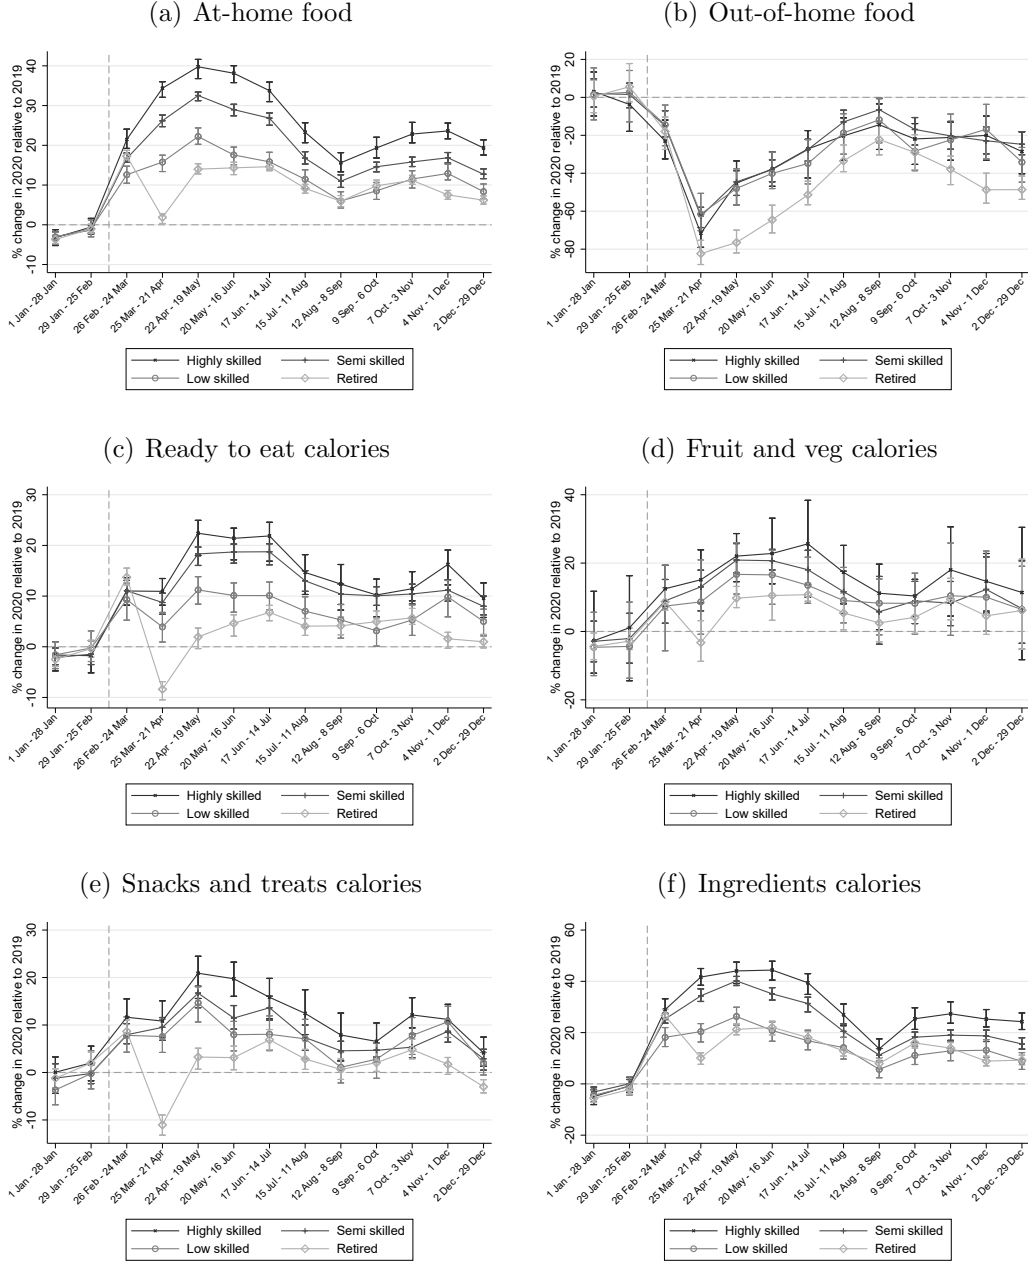 (a) At-home food
% change in 2020 relative to 2019
40
30
20
10
0
-10
1 Jan - 28 Jan
29 Jan - 25 Feb
26 Feb - 24 Mar
25 Mar - 21 Apr
22 Apr - 19 May
20 May - 16 Jun
17 Jun - 14 Jul
15 Jul - 11 Aug
12 Aug - 8 Sep
9 Sep - 6 Oct
7 Oct - 3 Nov
4 Nov - 1 Dec
2 Dec - 29 Dec
Highly skilled Semi skilled
Low skilled Retired
(b) Out-of-home food
% change in 2020 relative to 2019
20
0
-20
-40
-60
-80
1 Jan - 28 Jan
29 Jan - 25 Feb
26 Feb - 24 Mar
25 Mar - 21 Apr
22 Apr - 19 May
20 May - 16 Jun
17 Jun - 14 Jul
15 Jul - 11 Aug
12 Aug - 8 Sep
9 Sep - 6 Oct
7 Oct - 3 Nov
4 Nov - 1 Dec
2 Dec - 29 Dec
Highly skilled Semi skilled
Low skilled Retired
(c) Ready to eat calories
% change in 2020 relative to 2019
30
20
10
0
-10
1 Jan - 28 Jan
29 Jan - 25 Feb
26 Feb - 24 Mar
25 Mar - 21 Apr
22 Apr - 19 May
20 May - 16 Jun
17 Jun - 14 Jul
15 Jul - 11 Aug
12 Aug - 8 Sep
9 Sep - 6 Oct
7 Oct - 3 Nov
4 Nov - 1 Dec
2 Dec - 29 Dec
Highly skilled Semi skilled
Low skilled Retired
(d) Fruit and veg calories
% change in 2020 relative to 2019
40
20
0
-20
1 Jan - 28 Jan
29 Jan - 25 Feb
26 Feb - 24 Mar
25 Mar - 21 Apr
22 Apr - 19 May
20 May - 16 Jun
17 Jun - 14 Jul
15 Jul - 11 Aug
12 Aug - 8 Sep
9 Sep - 6 Oct
7 Oct - 3 Nov
4 Nov - 1 Dec
2 Dec - 29 Dec
Highly skilled Semi skilled
Low skilled Retired
(e) Snacks and treats calories
% change in 2020 relative to 2019
30
20
10
0
-10
1 Jan - 28 Jan
29 Jan - 25 Feb
26 Feb - 24 Mar
25 Mar - 21 Apr
22 Apr - 19 May
20 May - 16 Jun
17 Jun - 14 Jul
15 Jul - 11 Aug
12 Aug - 8 Sep
9 Sep - 6 Oct
7 Oct - 3 Nov
4 Nov - 1 Dec
2 Dec - 29 Dec
Highly skilled Semi skilled
Low skilled Retired
(f) Ingredients calories
% change in 2020 relative to 2019
60
40
20
0
-20
1 Jan - 28 Jan
29 Jan - 25 Feb
26 Feb - 24 Mar
25 Mar - 21 Apr
22 Apr - 19 May
20 May - 16 Jun
17 Jun - 14 Jul
15 Jul - 11 Aug
12 Aug - 8 Sep
9 Sep - 6 Oct
7 Oct - 3 Nov
4 Nov - 1 Dec
2 Dec - 29 Dec
Highly skilled Semi skilled
Low skilled Retired